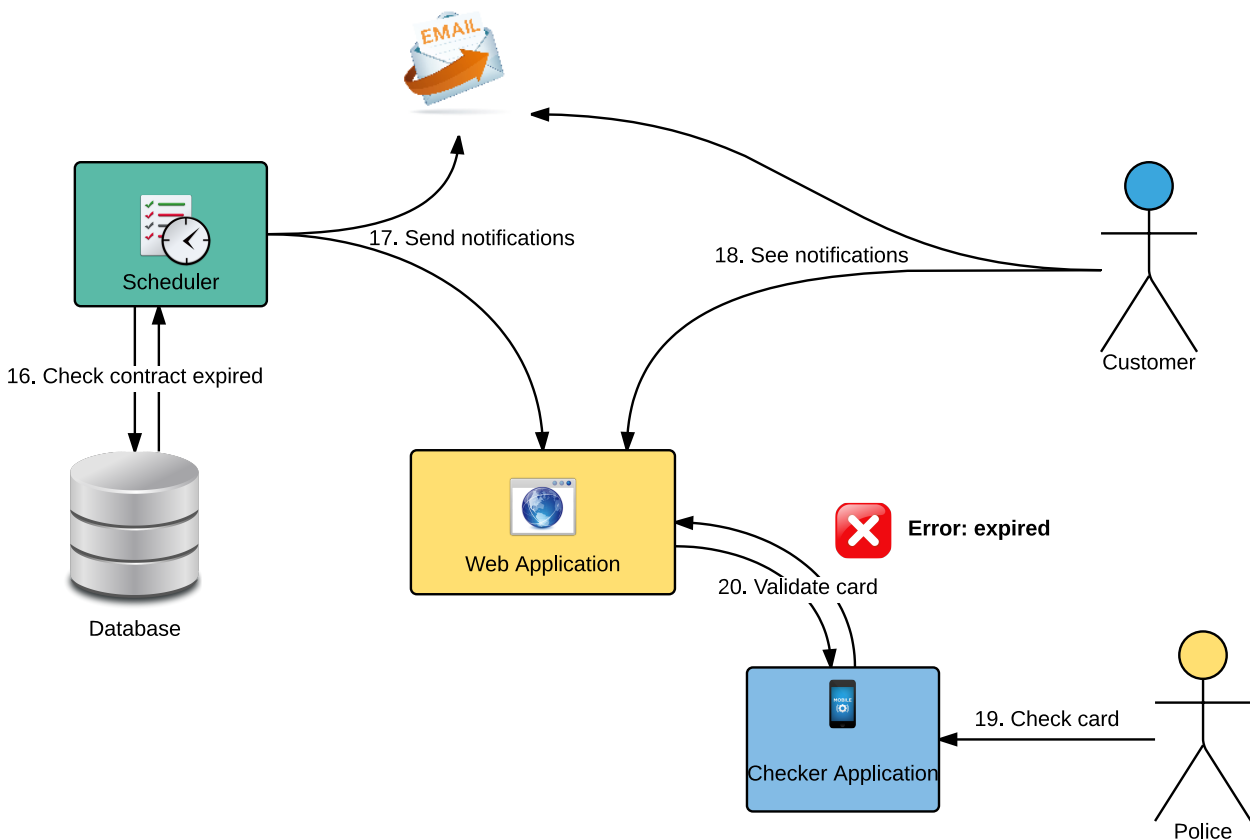 EMAIL
17. Send notifications
18. See notifications
Scheduler
Customer
16. Check contract expired
Error: expired
Web Application
20. Validate card
Database
MOBILE
19. Check card
Checker Application
Police